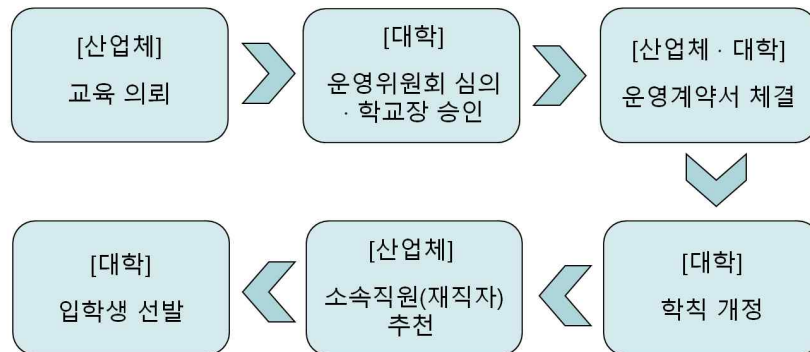 [산업체]
교육 의뢰
[대학]
운영위원회 심의
· 학교장 승인
[산업체 · 대학]
운영계약서 체결
[대학]
학칙 개정
[산업체]
소속직원(재직자)
추천
[대학]
입학생 선발